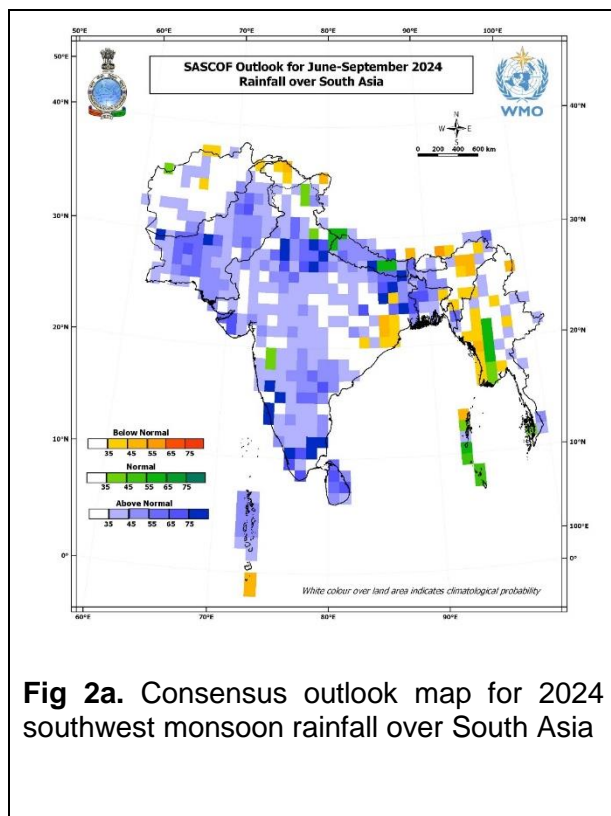 50°E
60°E
70°E
80°E
90°E
100°E
SASCOF Outlook for June-September 2024
Rainfall over South Asia
WMO
N
W E
S
0 200 400 600 km
50°N
40°N
30°N
20°N
10°N
0°
40°N
30°N
20°N
10°N
100°E
0°
Below Normal
35 45 55 65 75
Normal
35 45 55 65 75
Above Normal
35 45 55 65 75
White colour over land area indicates climatological probability
60°E
70°E
80°E
90°E
Fig 2a. Consensus outlook map for 2024
southwest monsoon rainfall over South Asia